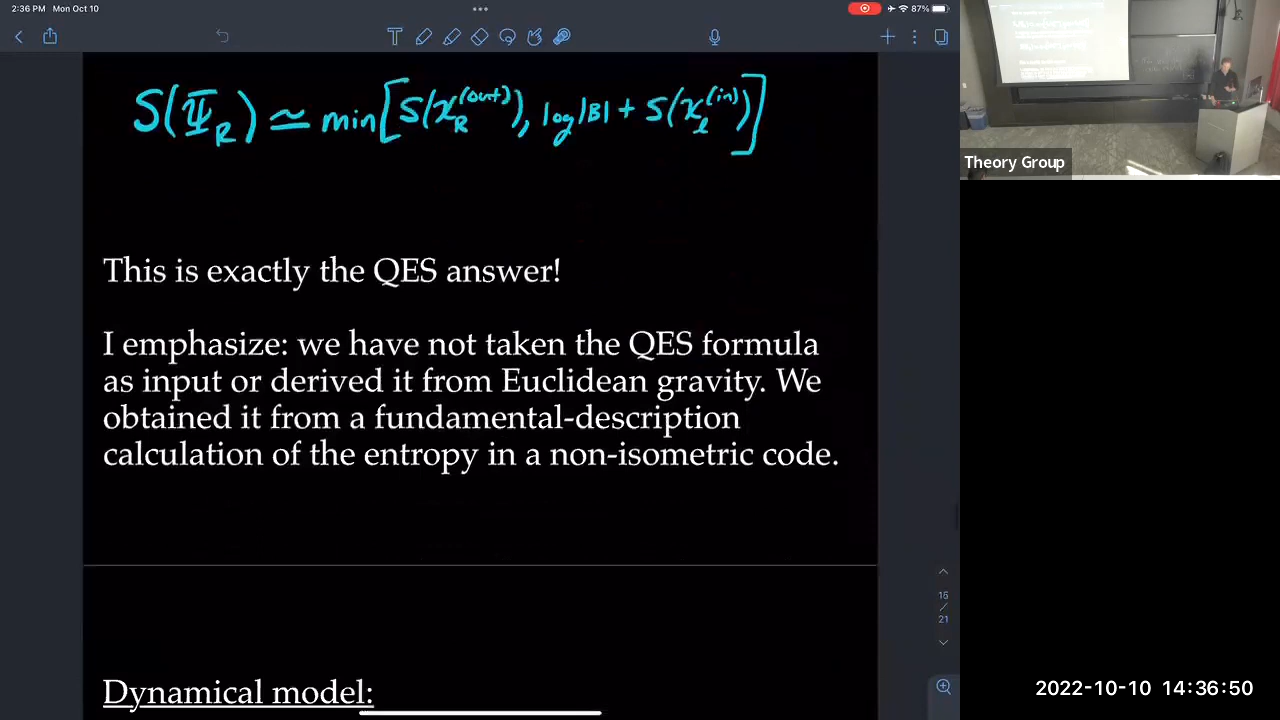 2:36 PM Mon Oct 10
87%
S(Ψ_R) ≃ min[S(χ_R^(out)), log|B| + S(χ_ℓ^(in))]
This is exactly the QES answer!
I emphasize: we have not taken the QES formula
as input or derived it from Euclidean gravity. We
obtained it from a fundamental-description
calculation of the entropy in a non-isometric code.
15
/
21
Dynamical model:
Theory Group
2022-10-10 14:36:50